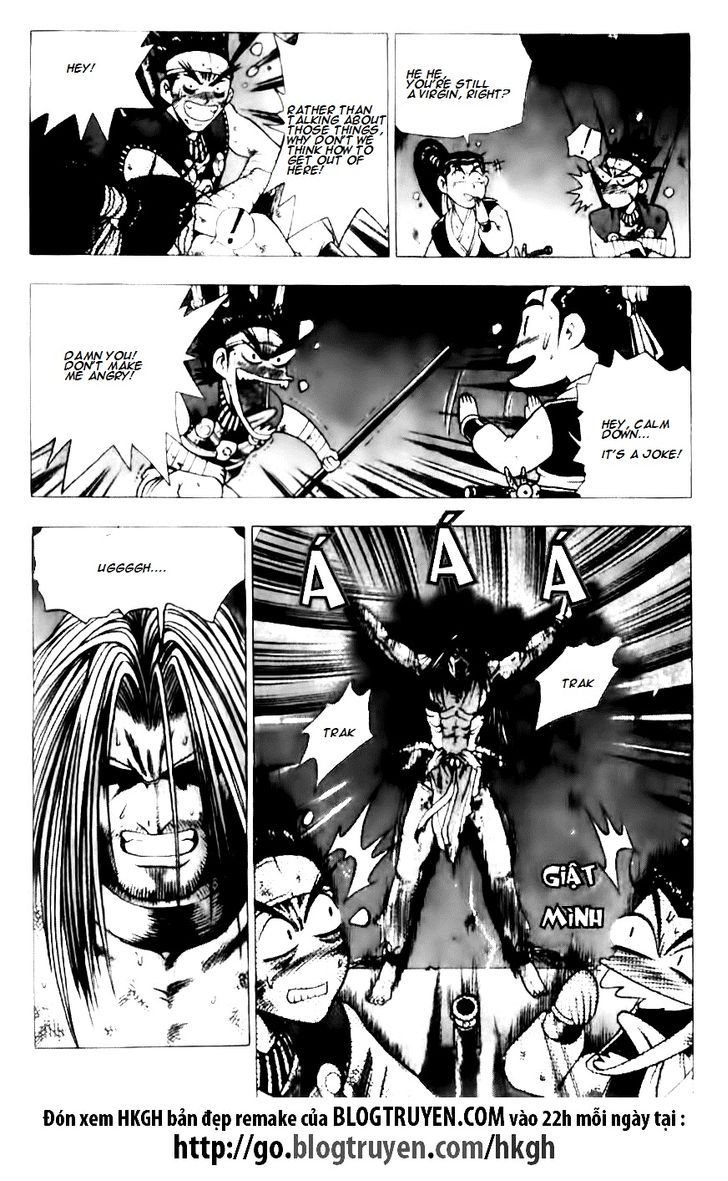 HEY!
RATHER THAN
TALKING ABOUT
THOSE THINGS,
WHY DON'T WE
THINK HOW TO
GET OUT OF
HERE!
!
HE HE,
YOU'RE STILL
A VIRGIN, RIGHT?
!
DAMN YOU!
DON'T MAKE
ME ANGRY!
HEY, CALM
DOWN...
IT'S A JOKE!
UGGGGH....
Á Á Á
TRAK
TRAK
GIẬT
MÌNH
Đón xem HKGH bản đẹp remake của BLOGTRUYEN.COM vào 22h mỗi ngày tại :
http://go.blogtruyen.com/hkgh